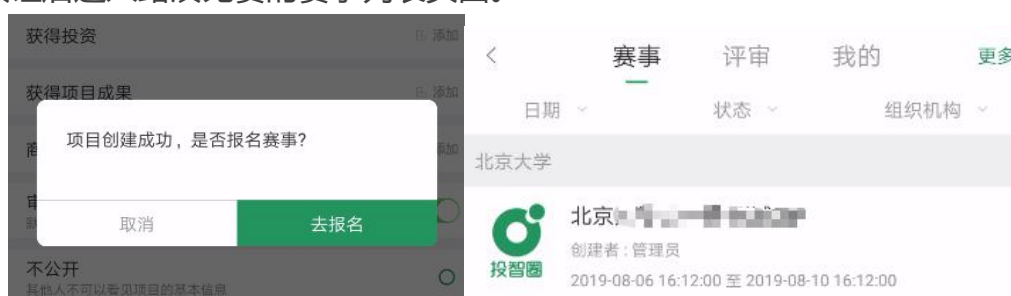 获得投资 添加
获得项目成果 添加
项目创建成功，是否报名赛事？
取消 去报名
不公开
其他人不可以看见项目的基本信息
赛事 评审 我的 更多
日期 状态 组织机构
北京大学
北京
创建者：管理员
投智圈
2019-08-06 16:12:00 至 2019-08-10 16:12:00